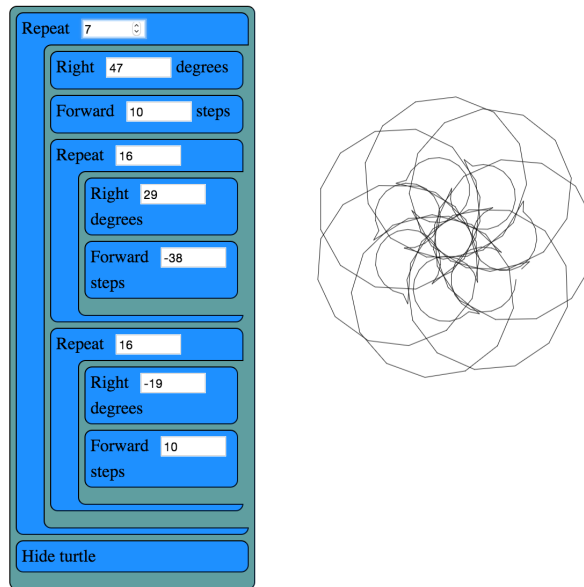 Repeat 7
Right 47 degrees
Forward 10 steps
Repeat 16
Right 29
degrees
Forward -38
steps
Repeat 16
Right -19
degrees
Forward 10
steps
Hide turtle